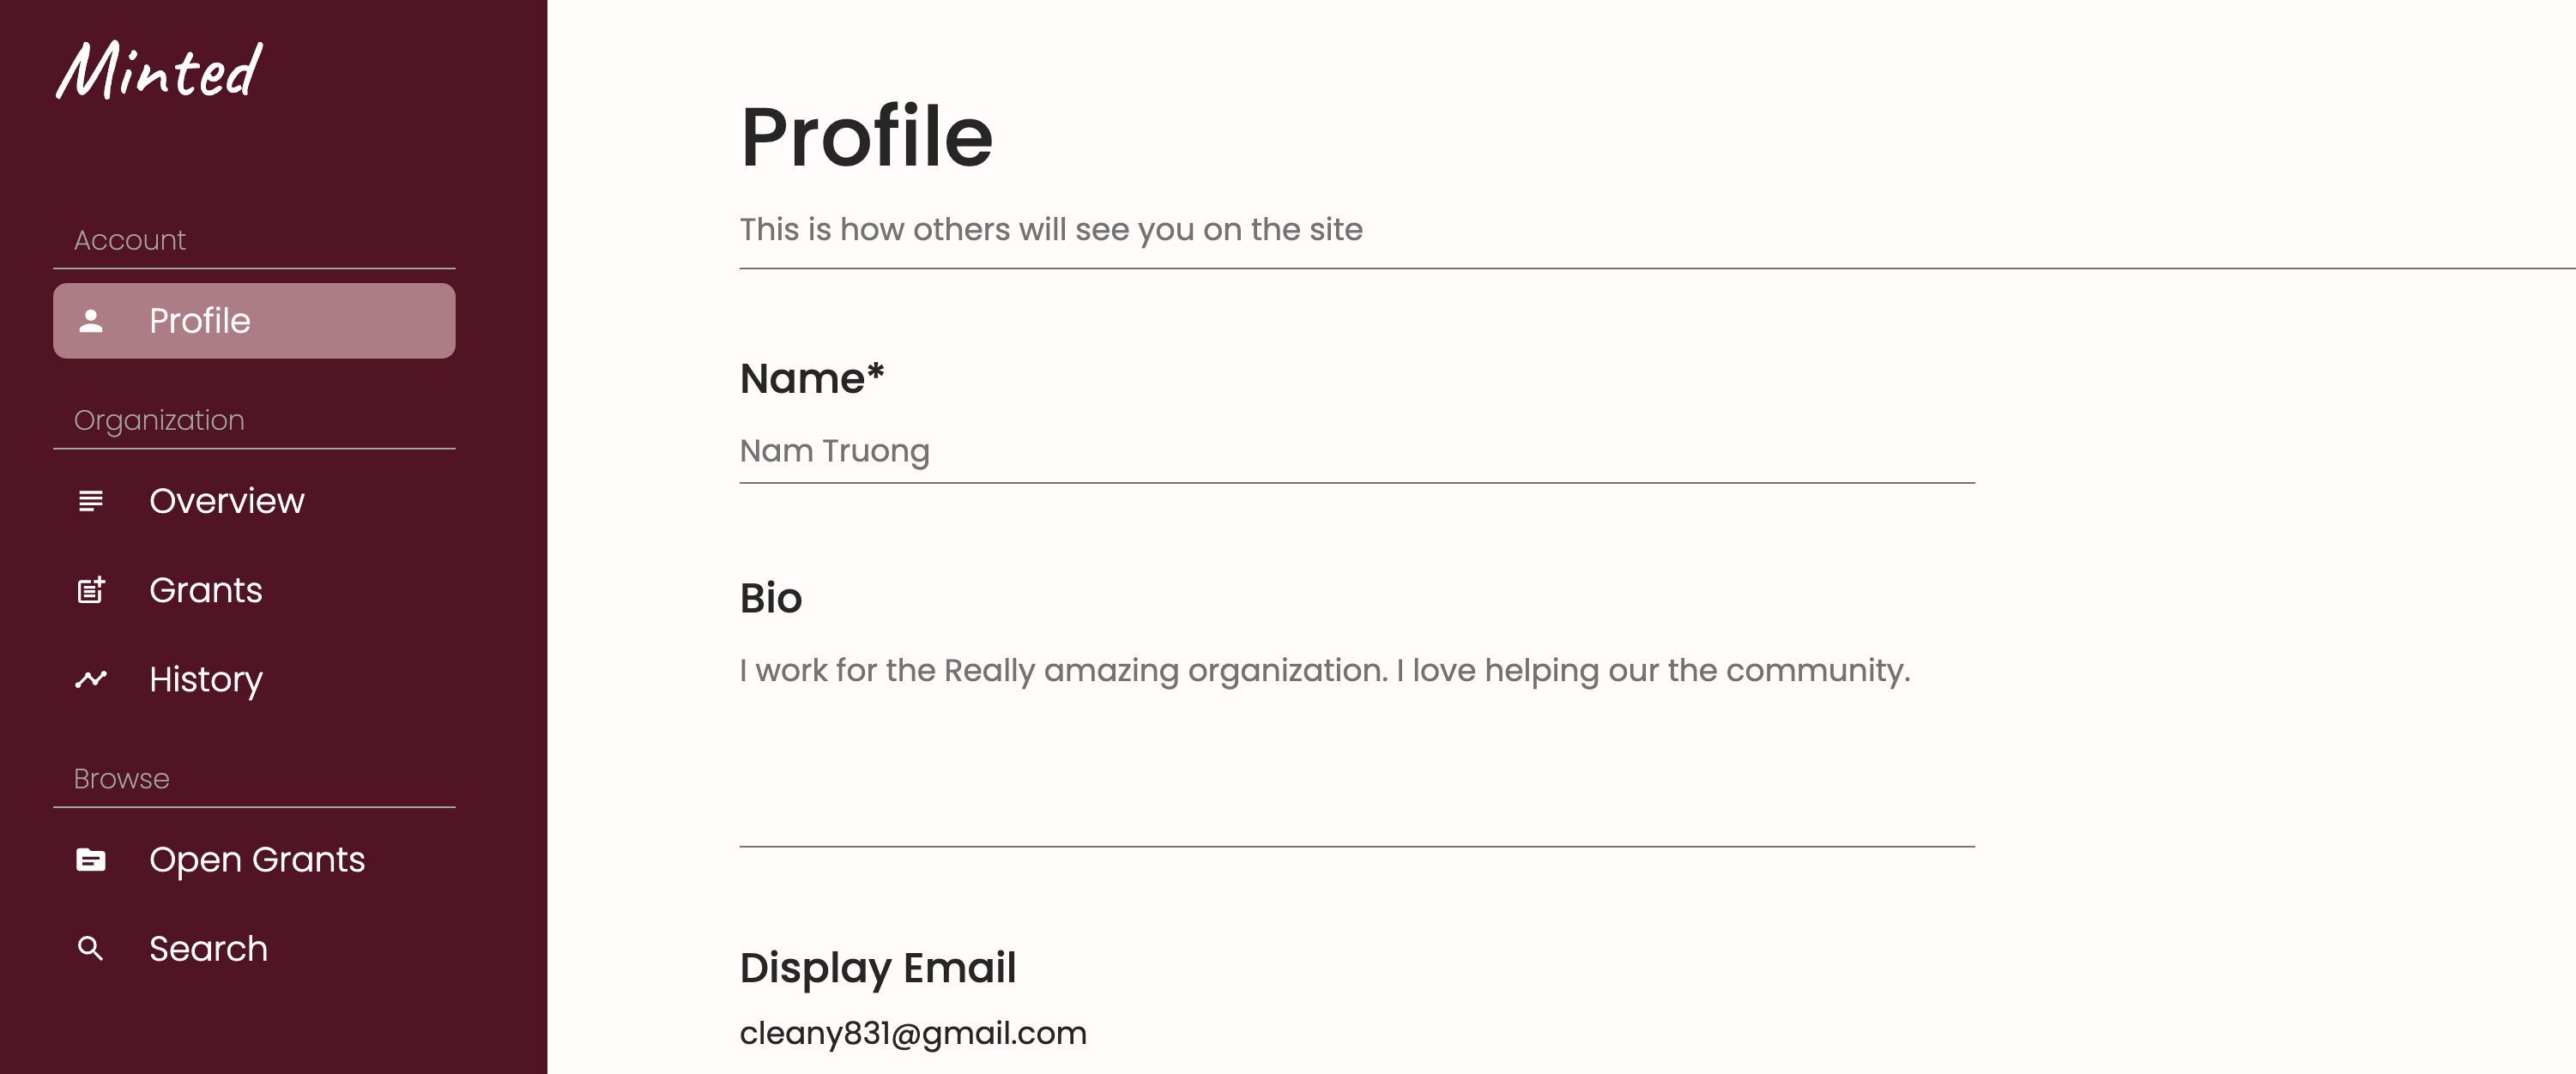 Minted
Account
Profile
Organization
Overview
Grants
History
Browse
Open Grants
Search
Profile
This is how others will see you on the site
Name*
Nam Truong
Bio
I work for the Really amazing organization. I love helping our the community.
Display Email
cleany831@gmail.com